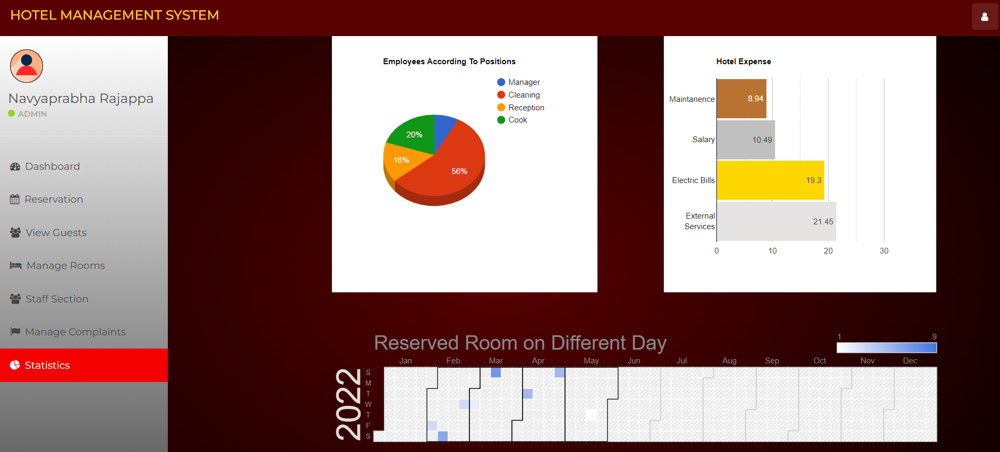 HOTEL MANAGEMENT SYSTEM
Navyaprabha Rajappa
ADMIN
Dashboard
Reservation
View Guests
Manage Rooms
Staff Section
Manage Complaints
Statistics
Employees According To Positions
Manager
Cleaning
Reception
Cook
20%
16%
56%
Hotel Expense
Maintanence
8.94
Salary
10.49
Electric Bills
19.3
External
Services
21.45
0 10 20 30
Reserved Room on Different Day
1 9
Jan Feb Mar Apr May Jun Jul Aug Sep Oct Nov Dec
2022
S
M
T
W
T
F
S